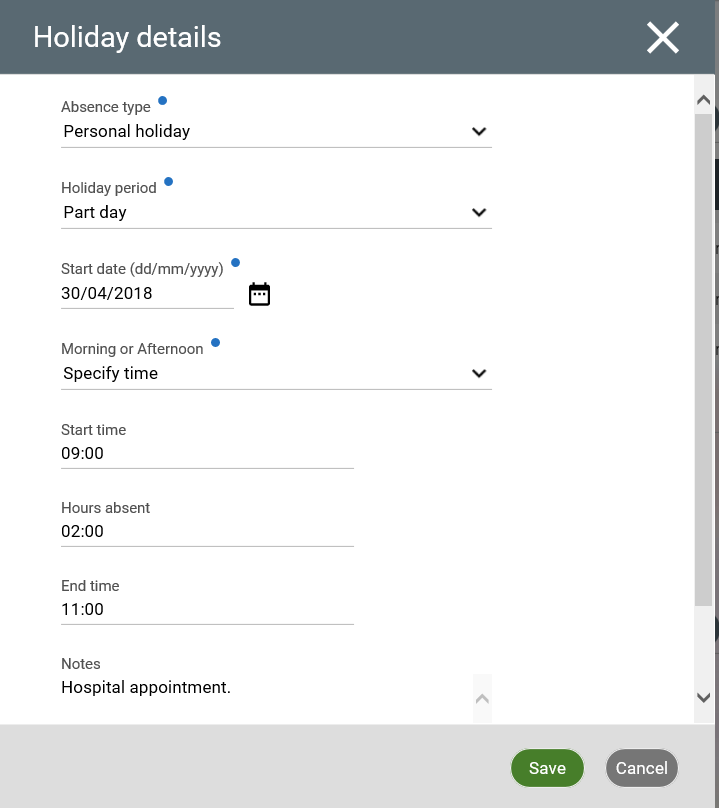 Holiday details
Absence type
Personal holiday
Holiday period
Part day
Start date (dd/mm/yyyy)
30/04/2018
Morning or Afternoon
Specify time
Start time
09:00
Hours absent
02:00
End time
11:00
Notes
Hospital appointment.
Save Cancel